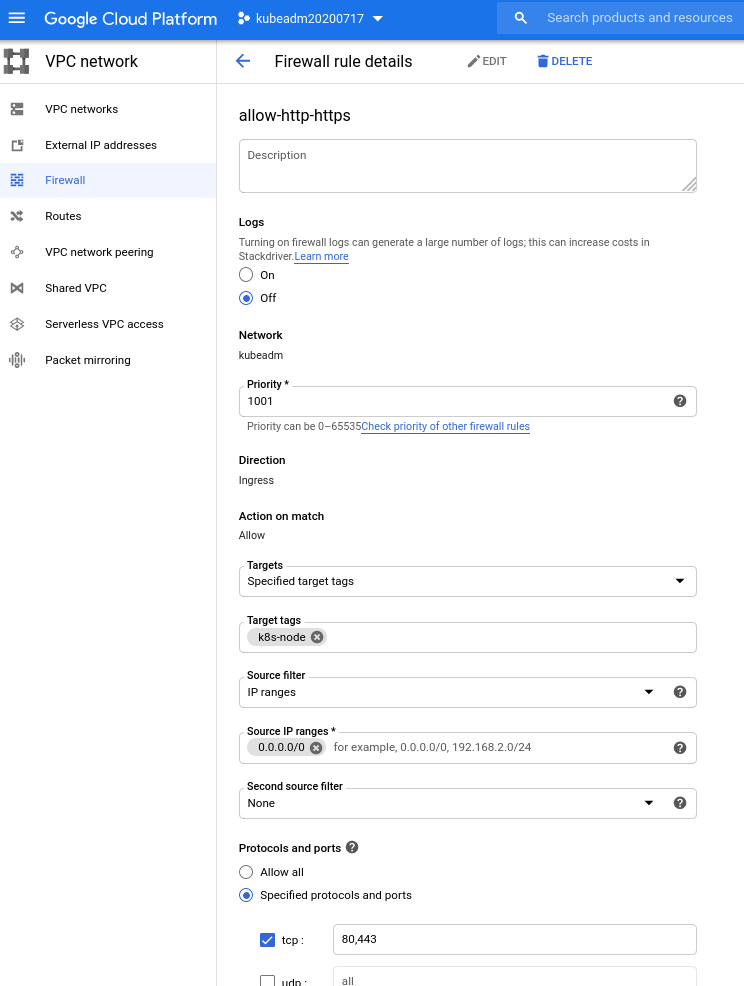 Google Cloud Platform
kubeadm20200717
Search products and resources
VPC network
Firewall rule details
EDIT
DELETE
VPC networks
External IP addresses
Firewall
Routes
VPC network peering
Shared VPC
Serverless VPC access
Packet mirroring
allow-http-https
Description
Logs
Turning on firewall logs can generate a large number of logs; this can increase costs in
Stackdriver.Learn more
On
Off
Network
kubeadm
Priority *
1001
Priority can be 0–65535Check priority of other firewall rules
Direction
Ingress
Action on match
Allow
Targets
Specified target tags
Target tags
k8s-node
Source filter
IP ranges
Source IP ranges *
0.0.0.0/0 for example, 0.0.0.0/0, 192.168.2.0/24
Second source filter
None
Protocols and ports
Allow all
Specified protocols and ports
tcp : 80,443
udp : all